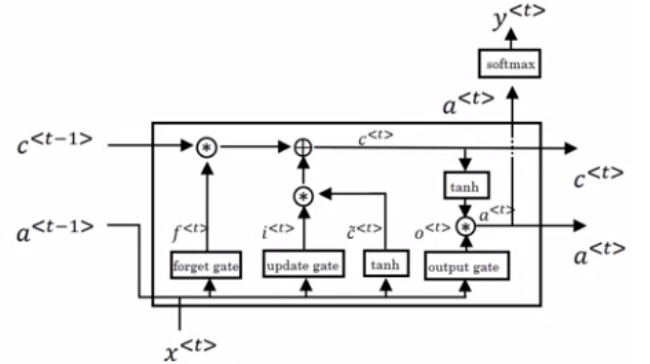 y<t>
softmax
a<t>
c<t-1>
c<t>
c<t>
tanh
a<t-1>
f<t>
i<t>
c̃<t>
o<t>
a<t>
a<t>
forget gate
update gate
tanh
output gate
x<t>